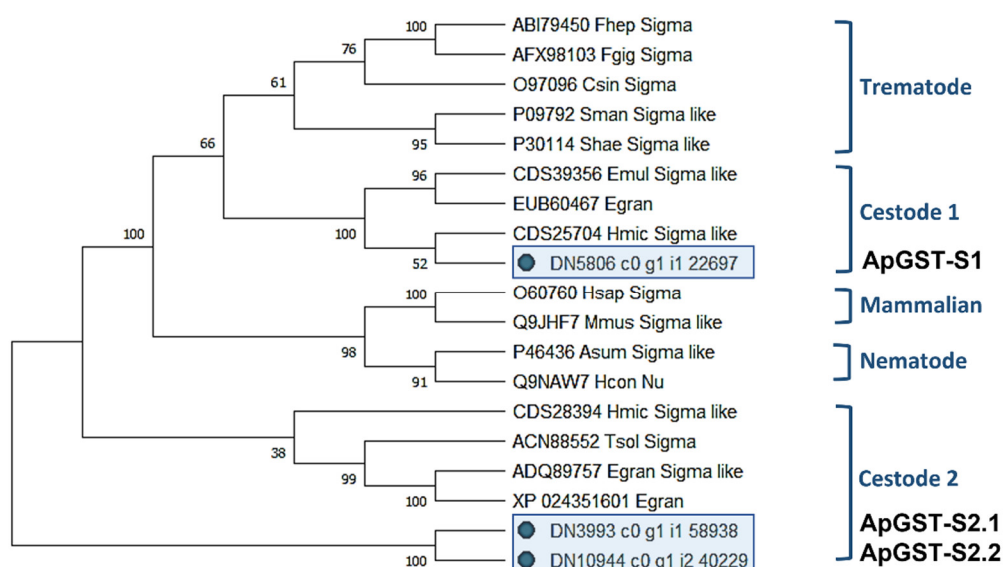 100
ABI79450 Fhep Sigma
76
AFX98103 Fgig Sigma
61
O97096 Csin Sigma
Trematode
P09792 Sman Sigma like
66
95
P30114 Shae Sigma like
96
CDS39356 Emul Sigma like
EUB60467 Egran
Cestode 1
100
100
CDS25704 Hmic Sigma like
52
DN5806 c0 g1 i1 22697
ApGST-S1
100
O60760 Hsap Sigma
Mammalian
Q9JHF7 Mmus Sigma like
98
P46436 Asum Sigma like
Nematode
91
Q9NAW7 Hcon Nu
CDS28394 Hmic Sigma like
38
ACN88552 Tsol Sigma
99
ADQ89757 Egran Sigma like
Cestode 2
100
XP 024351601 Egran
DN3993 c0 g1 i1 58938
ApGST-S2.1
100
DN10944 c0 g1 i2 40229
ApGST-S2.2